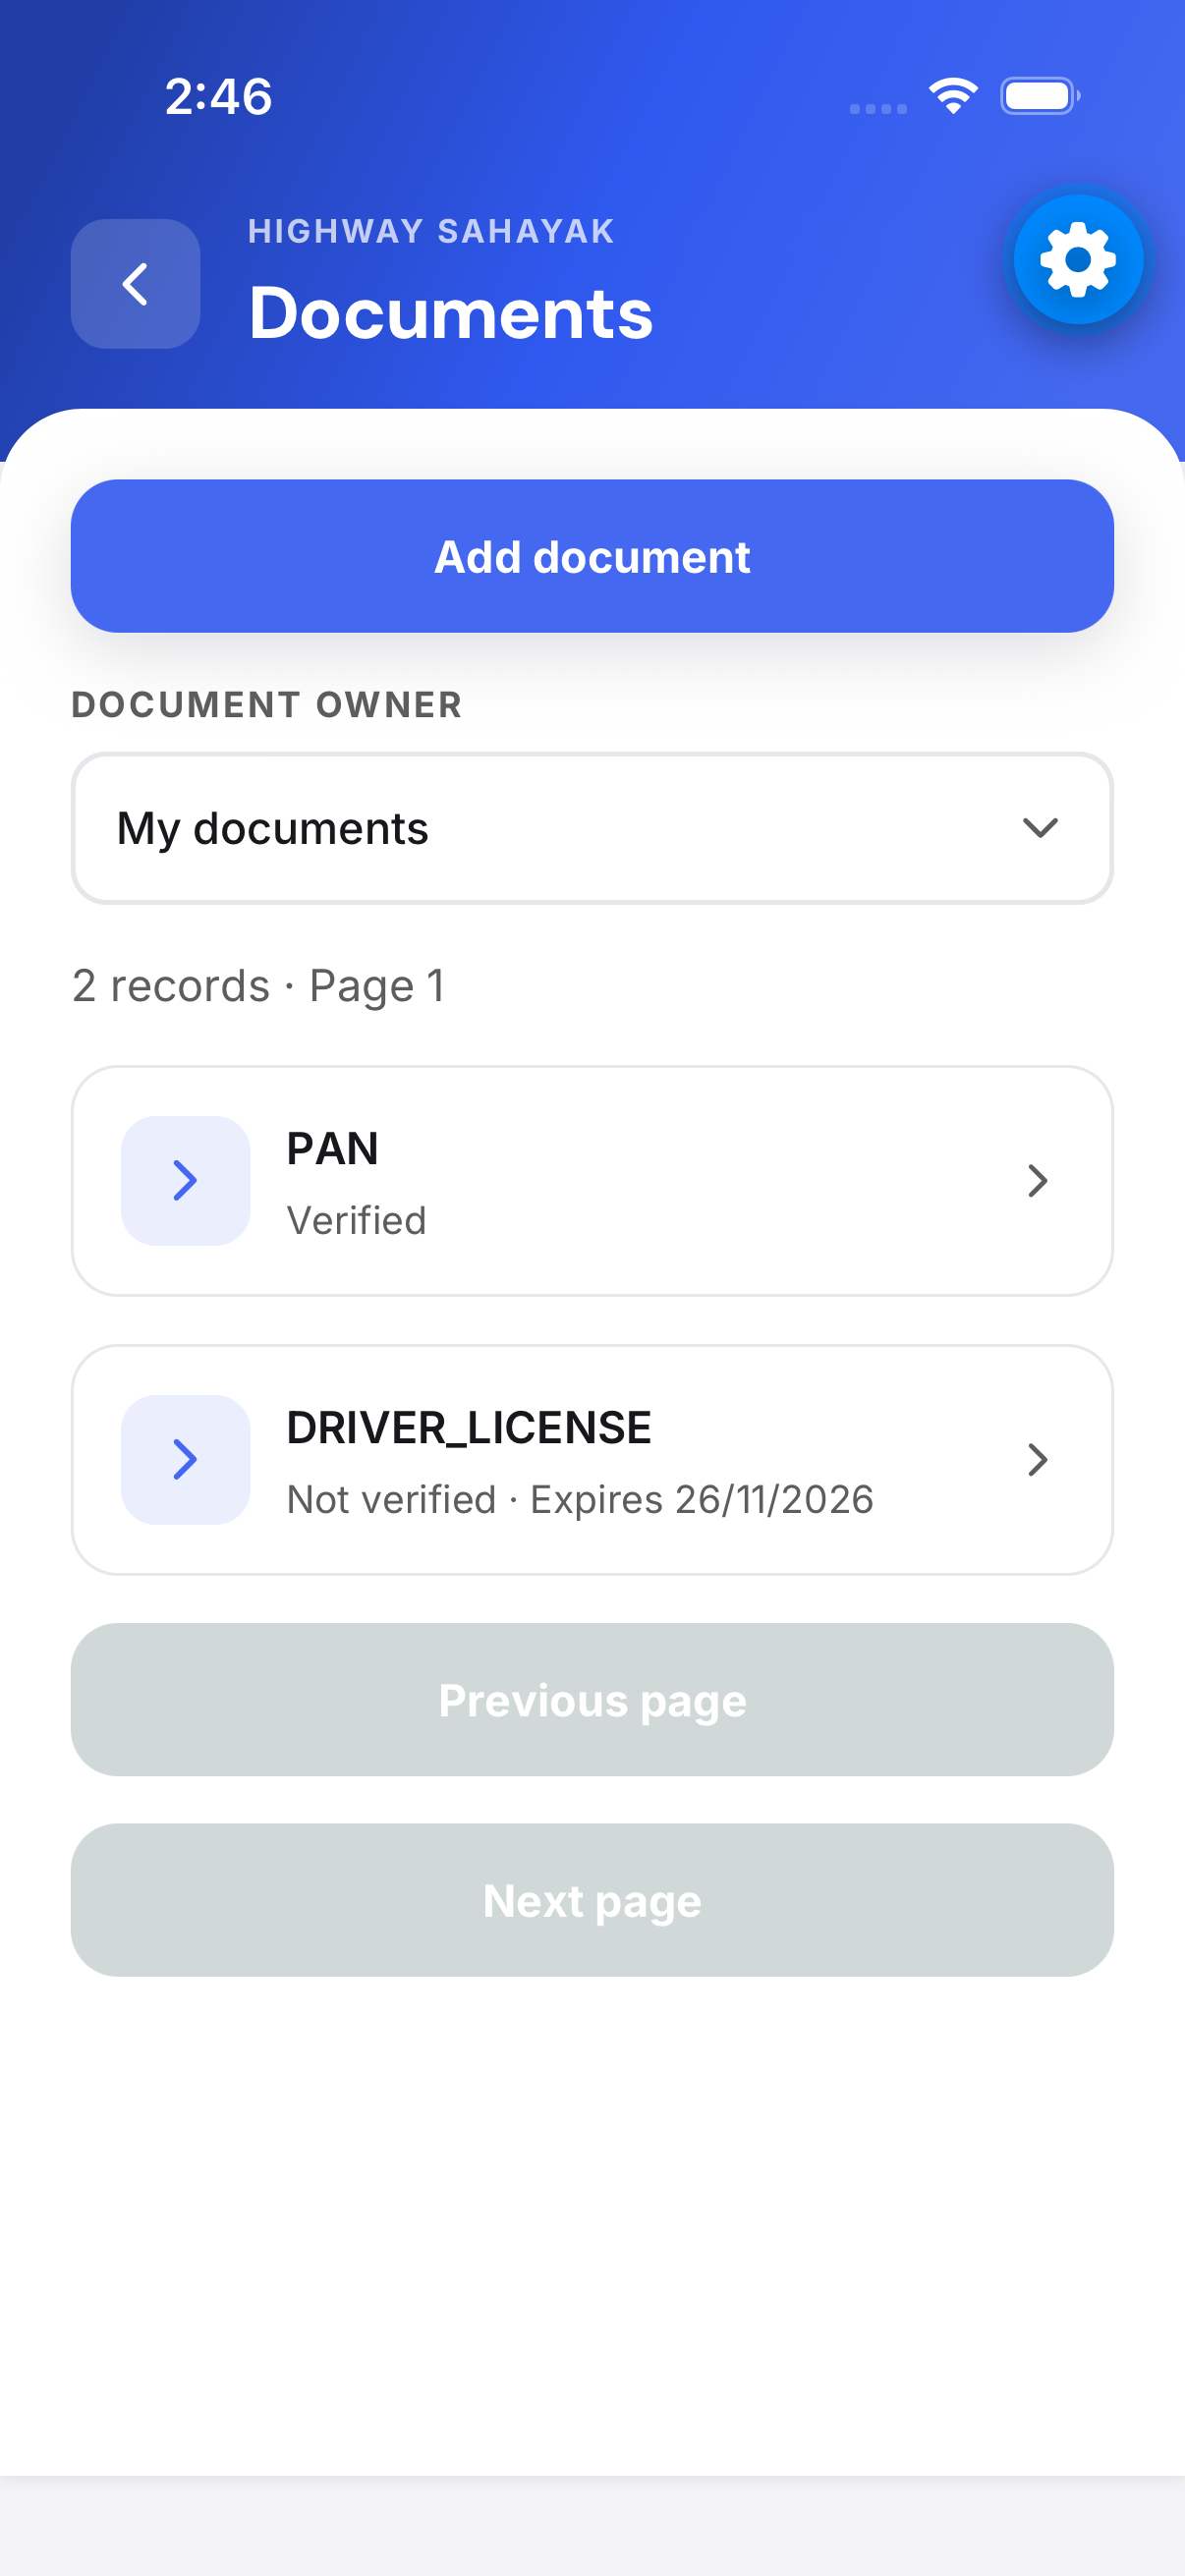 2:46
HIGHWAY SAHAYAK
Documents
Add document
DOCUMENT OWNER
My documents
2 records · Page 1
PAN
Verified
DRIVER_LICENSE
Not verified · Expires 26/11/2026
Previous page
Next page